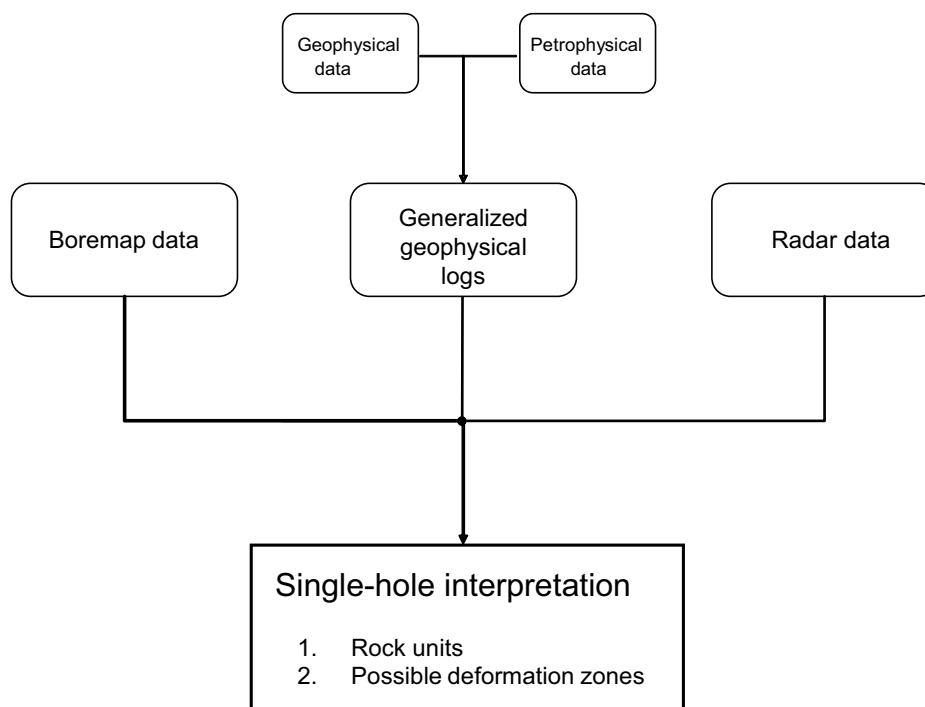 Geophysical
data
Petrophysical
data
Boremap data
Generalized
geophysical
logs
Radar data
Single-hole interpretation
1. Rock units
2. Possible deformation zones